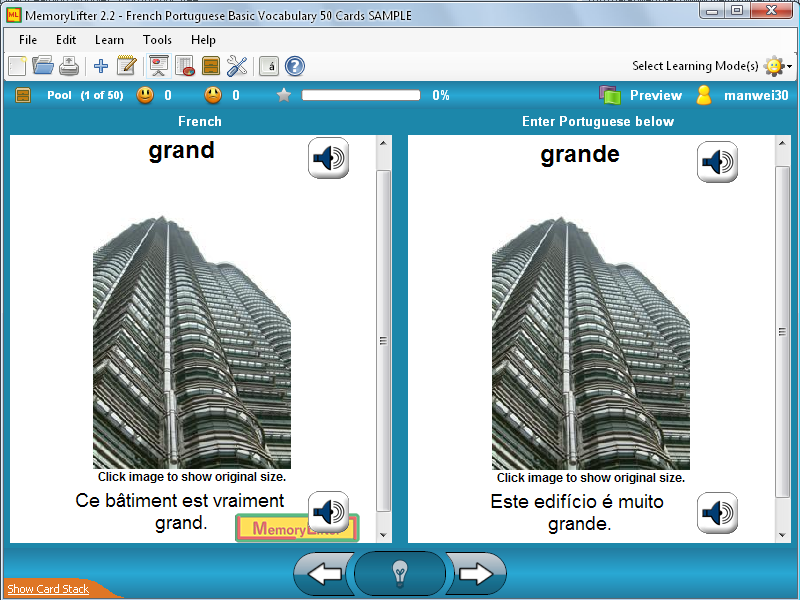 MemoryLifter 2.2 - French Portuguese Basic Vocabulary 50 Cards SAMPLE
File Edit Learn Tools Help
á ? Select Learning Mode(s)
Pool (1 of 50) 0 0 0% Preview manwei30
French
Enter Portuguese below
grand
Click image to show original size.
Ce bâtiment est vraiment
grand.
MemoryLifter
grande
Click image to show original size.
Este edifício é muito
grande.
Show Card Stack